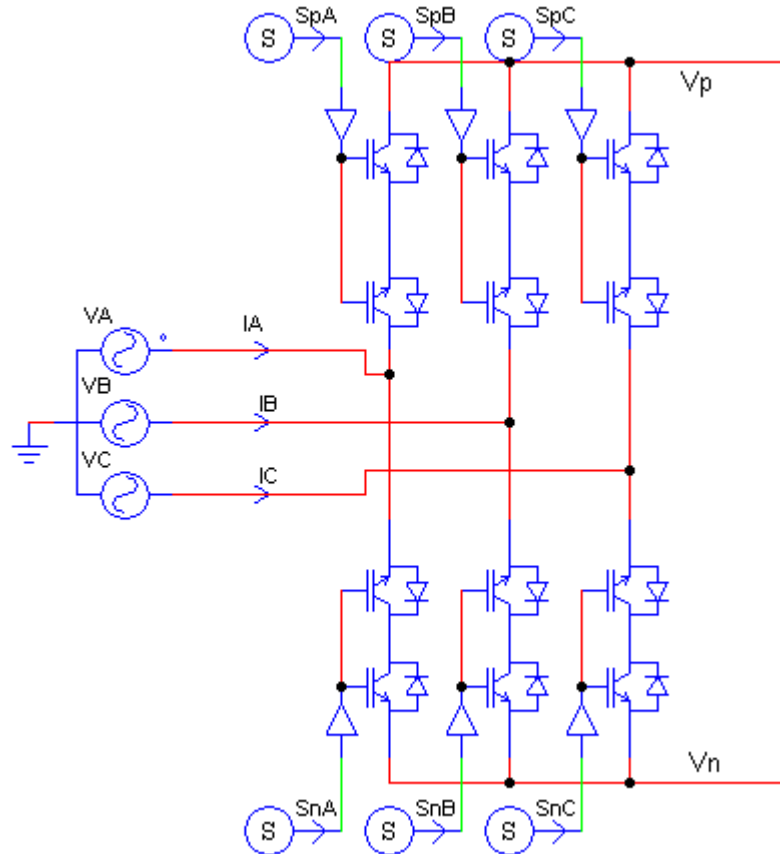 SpA SpB SpC
S S S
Vp
VA IA
VB IB
VC IC
Vn
SnA SnB SnC
S S S